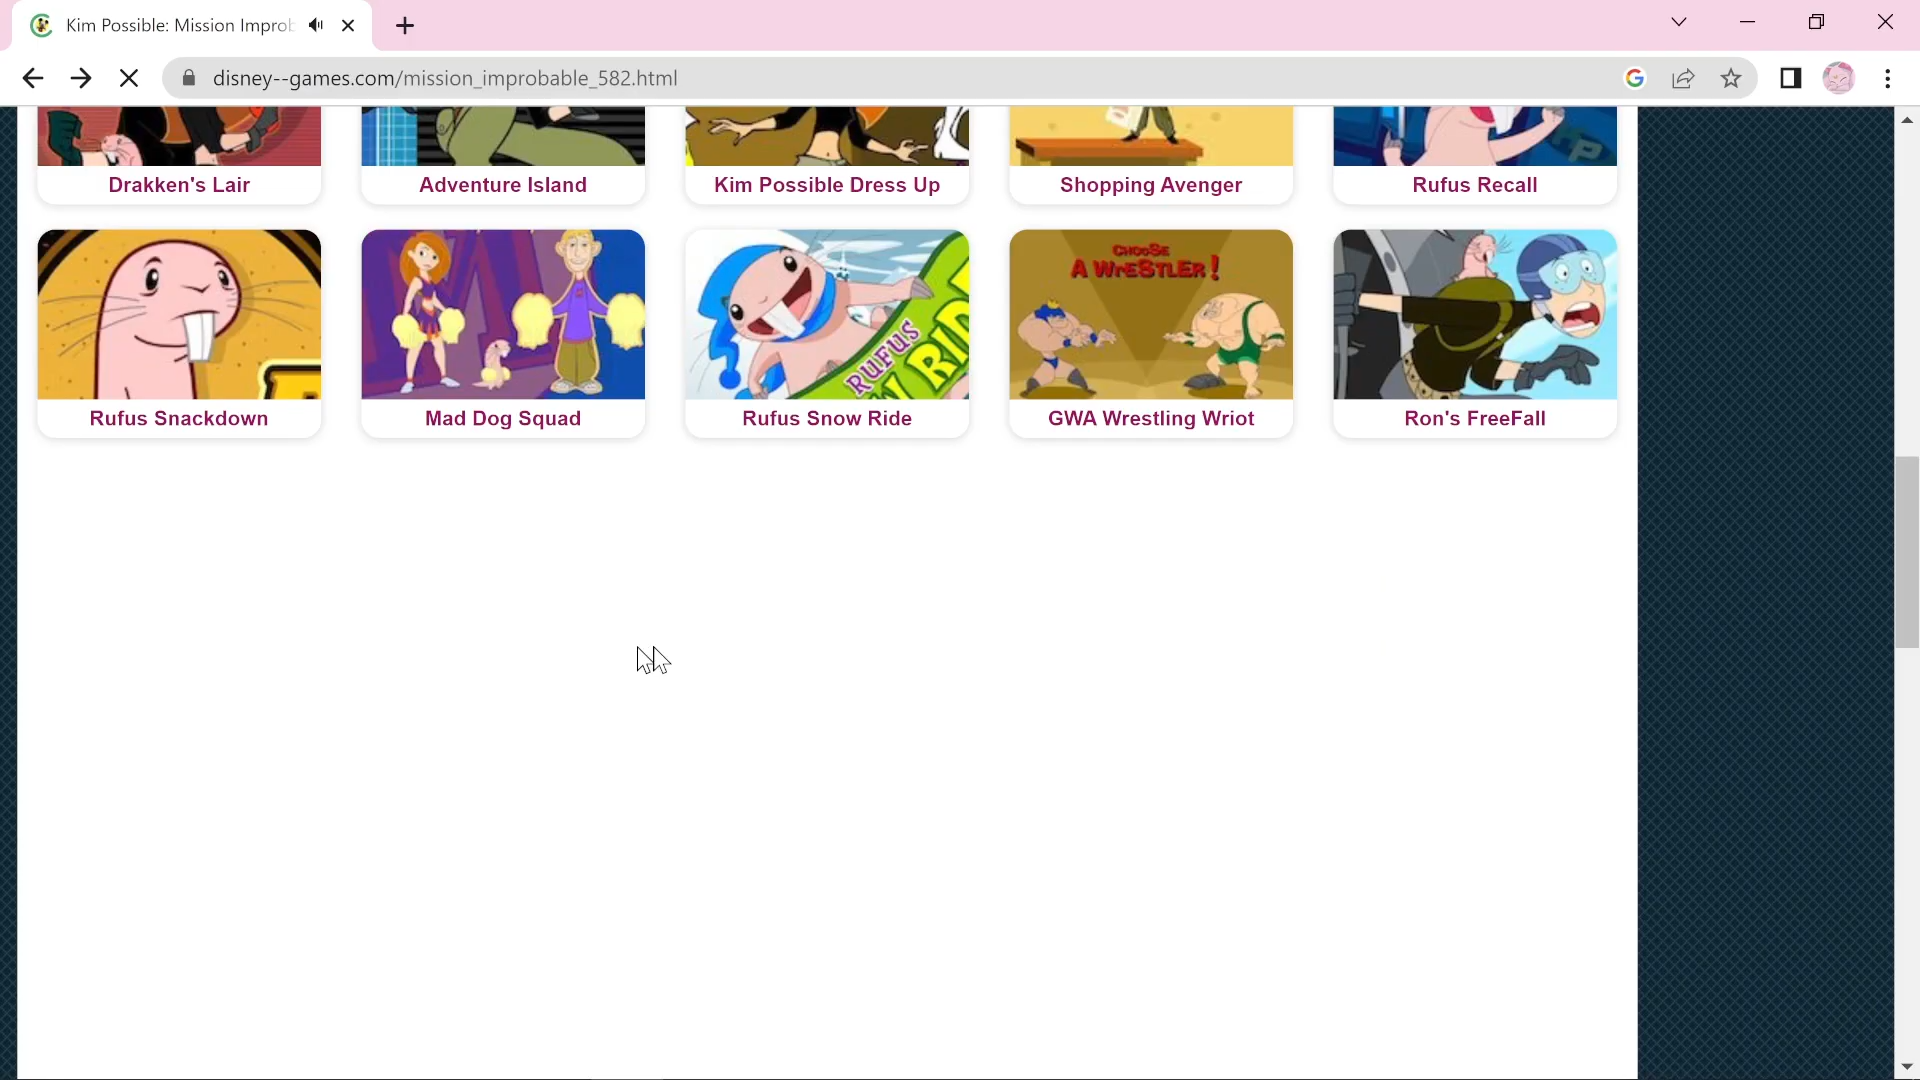 Kim Possible: Mission Improb
disney--games.com/mission_improbable_582.html
Drakken's Lair
Adventure Island
Kim Possible Dress Up
Shopping Avenger
Rufus Recall
CHOOSE
A WRESTLER!
RUFUS
Rufus Snackdown
Mad Dog Squad
Rufus Snow Ride
GWA Wrestling Wriot
Ron's FreeFall